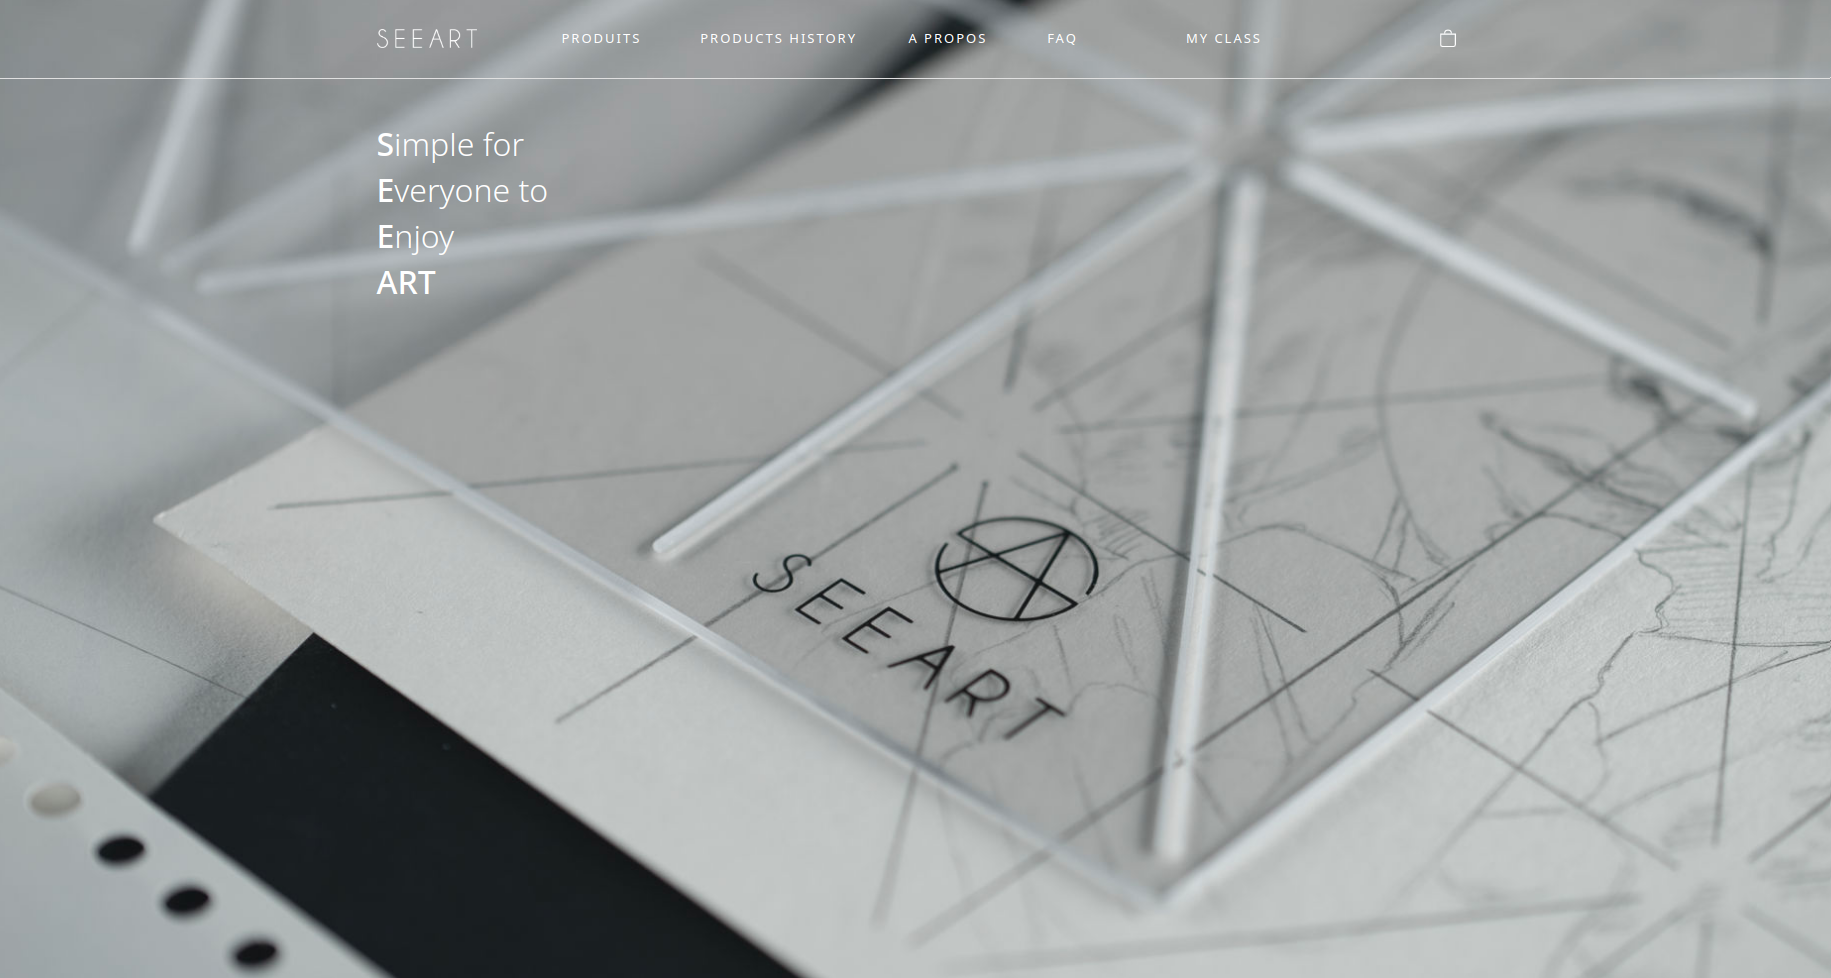 SEEART
PRODUITS
PRODUCTS HISTORY
A PROPOS
FAQ
MY CLASS
Simple for
Everyone to
Enjoy
ART
SEEART